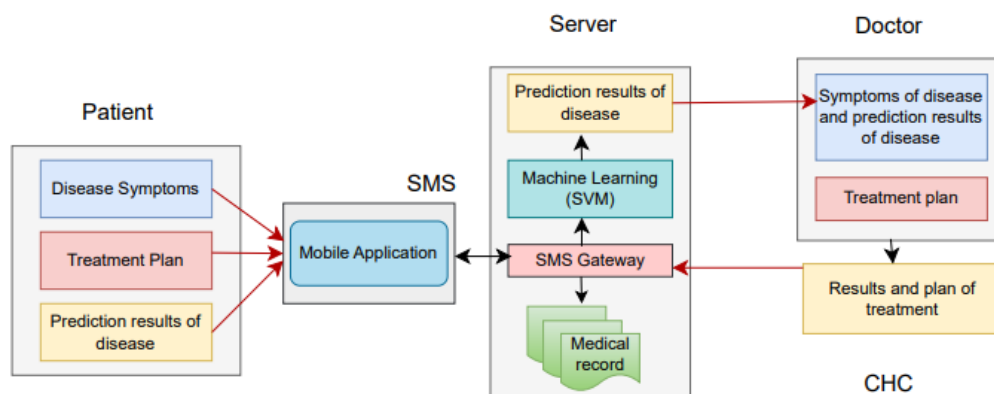 Server
Doctor
Patient
SMS
Disease Symptoms
Treatment Plan
Prediction results of
disease
Mobile Application
Prediction results of
disease
Machine Learning
(SVM)
SMS Gateway
Medical
record
Symptoms of disease
and prediction results
of disease
Treatment plan
Results and plan of
treatment
CHC